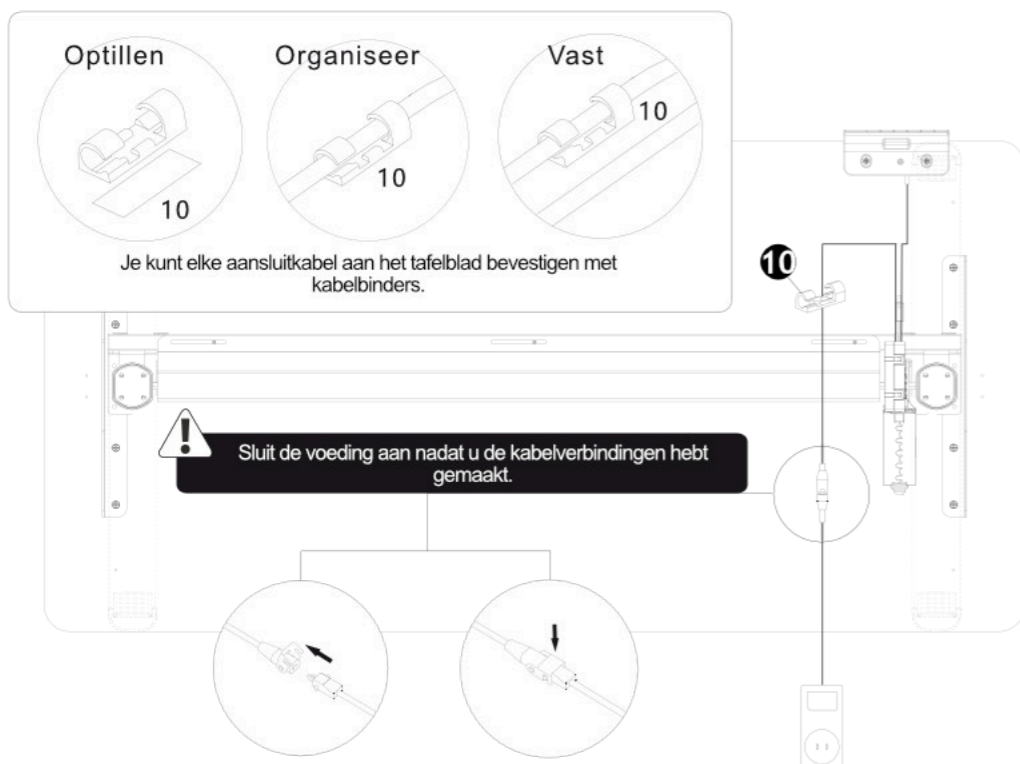 Optillen
Organiseer
Vast
10
10
10
Je kunt elke aansluitkabel aan het tafelblad bevestigen met
kabelbinders.
10
Sluit de voeding aan nadat u de kabelverbindingen hebt
gemaakt.